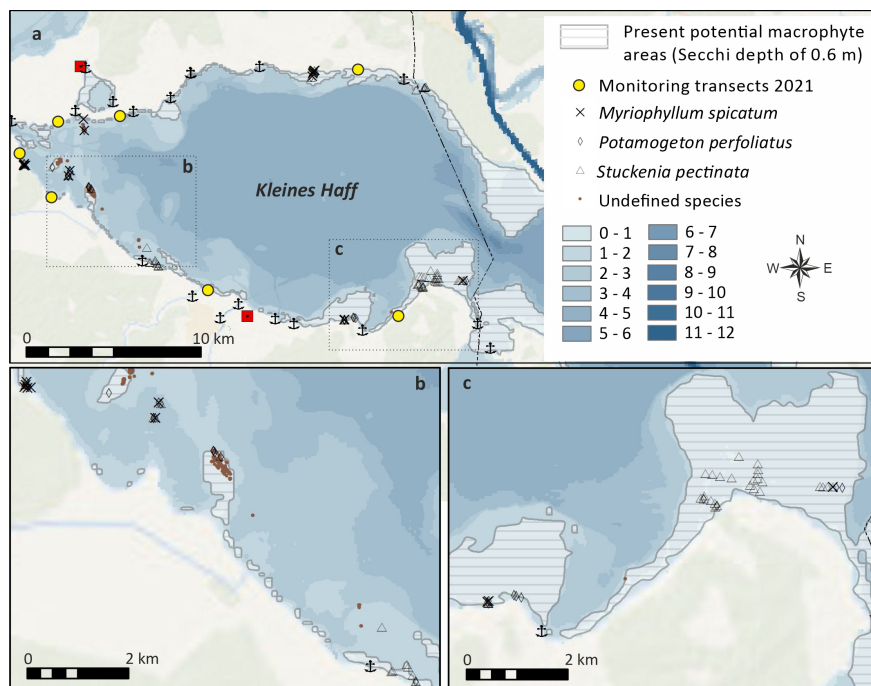 a
Present potential macrophyte
areas (Secchi depth of 0.6 m)
Monitoring transects 2021
Myriophyllum spicatum
Potamogeton perfoliatus
Stuckenia pectinata
Undefined species
0 - 1
1 - 2
2 - 3
3 - 4
4 - 5
5 - 6
6 - 7
7 - 8
8 - 9
9 - 10
10 - 11
11 - 12
N
W E
S
b
Kleines Haff
c
0 10 km
b
0 2 km
c
0 2 km